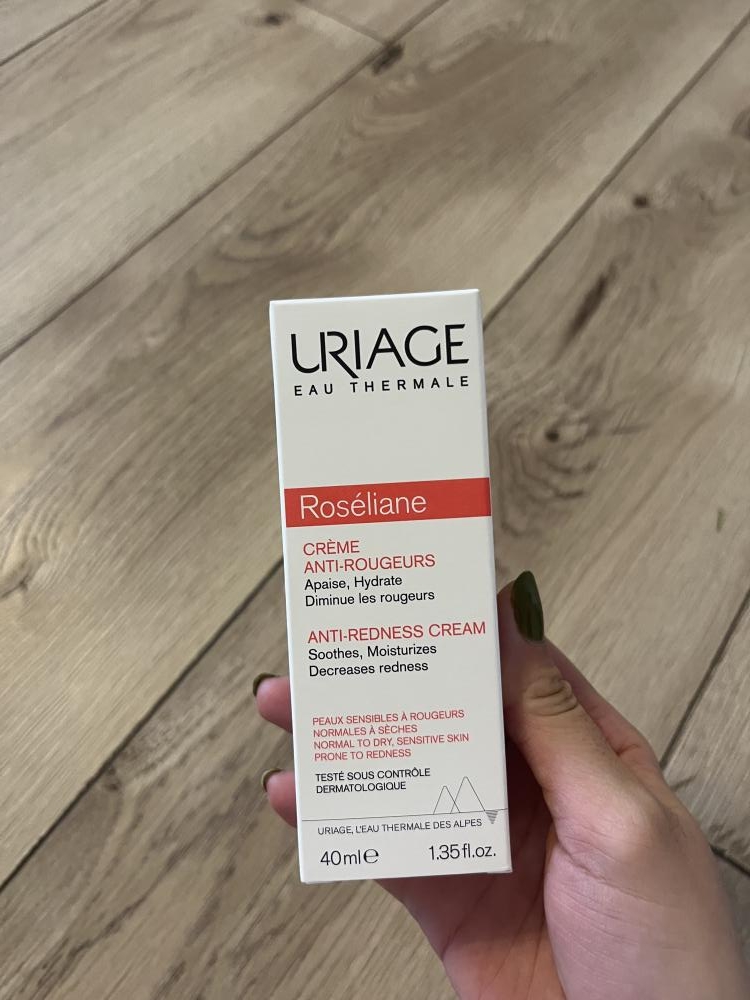 URIAGE
EAU THERMALE
Roséliane
CRÈME
ANTI-ROUGEURS
Apaise, Hydrate
Diminue les rougeurs
ANTI-REDNESS CREAM
Soothes, Moisturizes
Decreases redness
PEAUX SENSIBLES À ROUGEURS
NORMALES À SÈCHES
NORMAL TO DRY, SENSITIVE SKIN
PRONE TO REDNESS
TESTÉ SOUS CONTRÔLE
DERMATOLOGIQUE
URIAGE, L'EAU THERMALE DES ALPES
40ml℮ 1.35fl.oz.